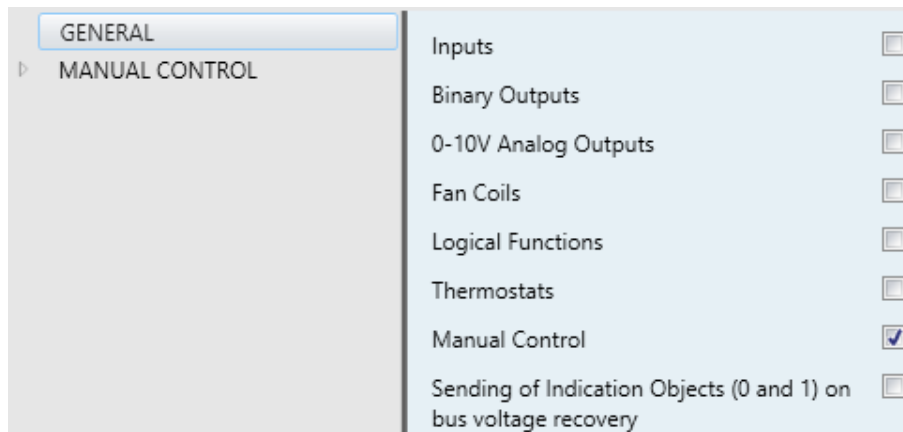 GENERAL
MANUAL CONTROL
Inputs
Binary Outputs
0-10V Analog Outputs
Fan Coils
Logical Functions
Thermostats
Manual Control
Sending of Indication Objects (0 and 1) on
bus voltage recovery